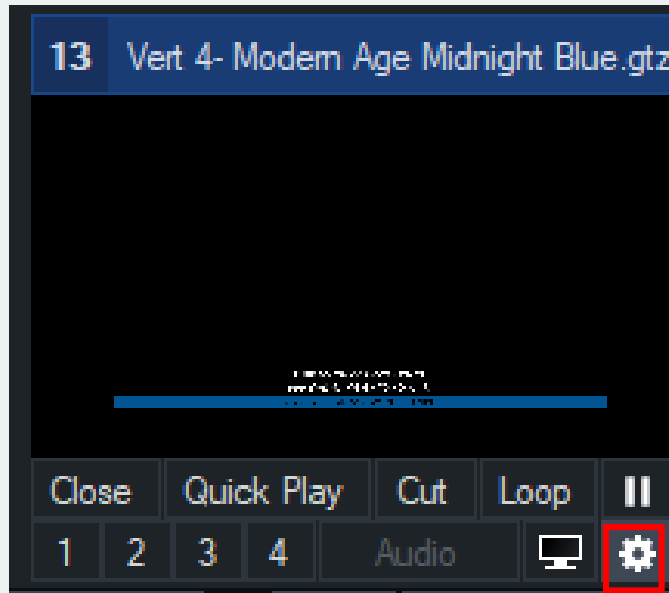 13 Vert 4- Modern Age Midnight Blue.gtz
Close Quick Play Cut Loop
1 2 3 4 Audio